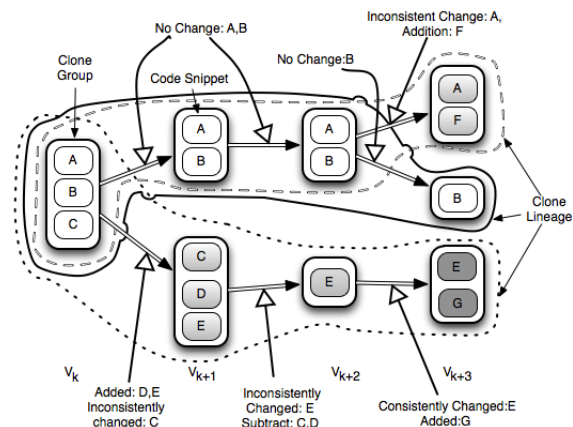 No Change: A,B
Inconsistent Change: A,
Addition: F
Clone
Group
Code Snippet
No Change:B
A
B
C
A
B
A
B
A
F
B
Clone
Lineage
C
D
E
E
E
G
Vk
Vk+1
Vk+2
Vk+3
Added: D,E
Inconsistently
changed: C
Inconsistently
Changed: E
Subtract: C,D
Consistently Changed:E
Added:G